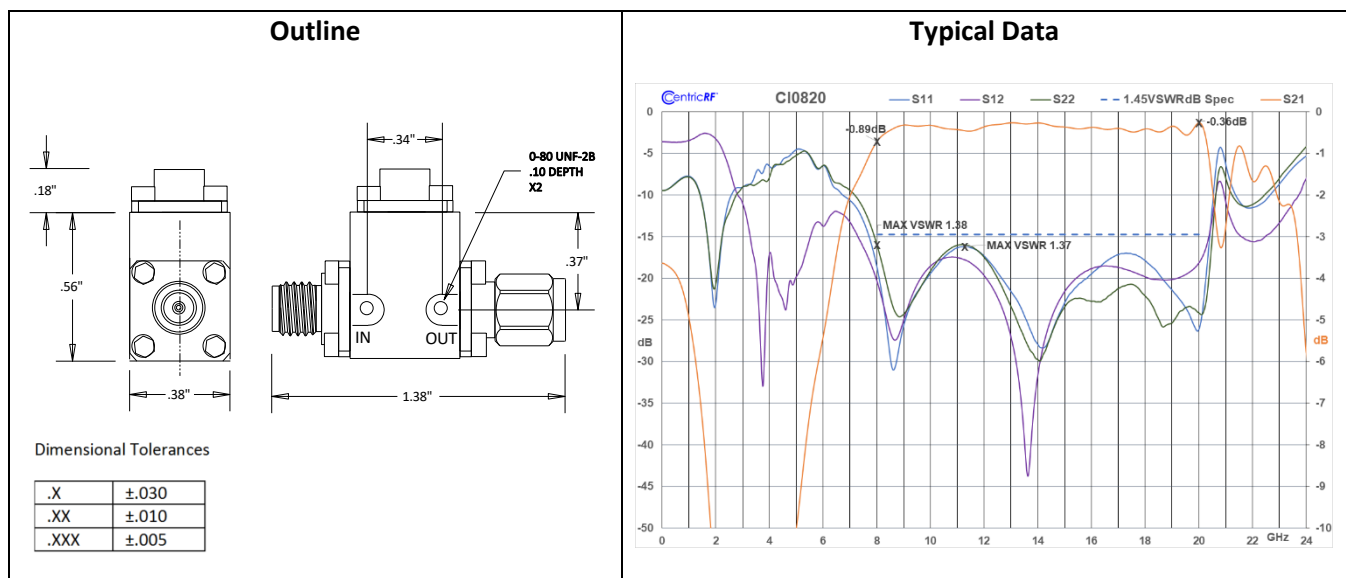 Outline
.34"
0-80 UNF-2B
.10 DEPTH
X2
.18"
.56"
.37"
IN
OUT
.38"
1.38"
Dimensional Tolerances
.X ±.030
.XX ±.010
.XXX ±.005
Typical Data
CentricRF™
CI0820
S11 S12 S22 1.45VSWRdB Spec S21
0
-5
-10
-15
-20
-25
dB
-30
-35
-40
-45
-50
-0.89dB
-0.36dB
MAX VSWR 1.38
MAX VSWR 1.37
0
-1
-2
-3
-4
-5
dB
-6
-7
-8
-9
-10
0 2 4 6 8 10 12 14 16 18 20 22 GHz 24